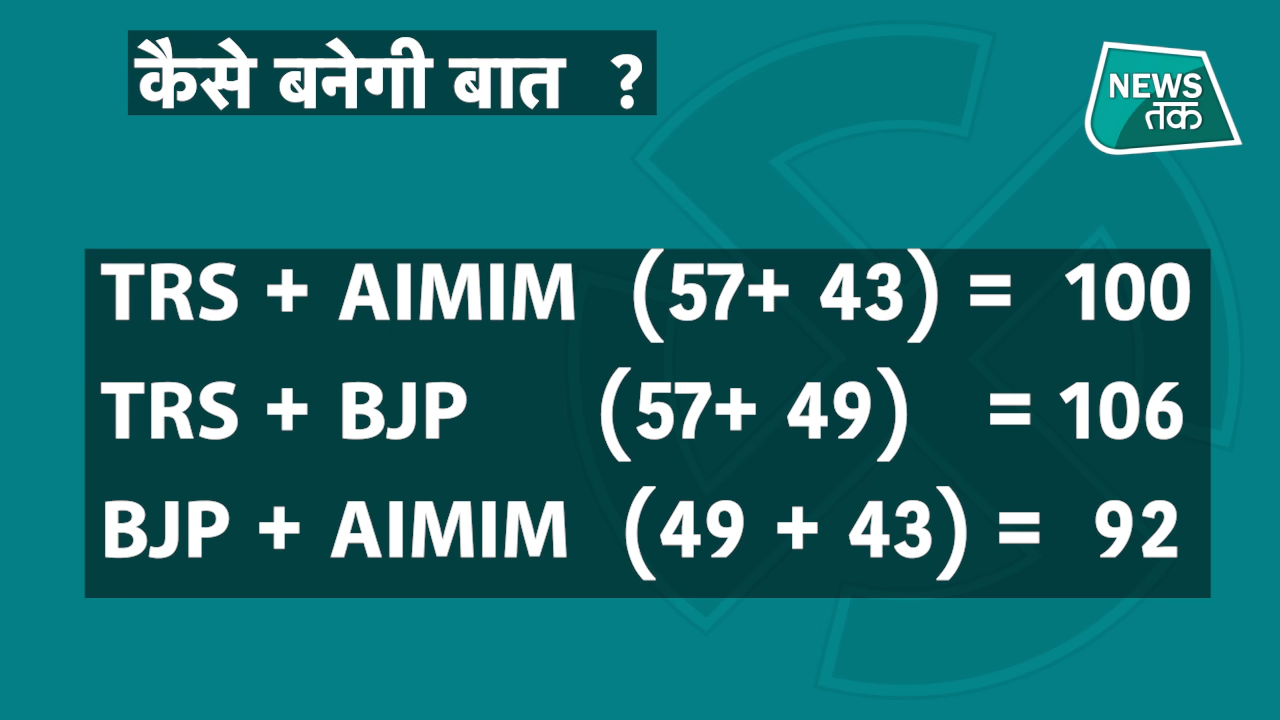 कैसे बनेगी बात ?
NEWS
तक
TRS + AIMIM (57+ 43) = 100
TRS + BJP (57+ 49) = 106
BJP + AIMIM (49 + 43) = 92